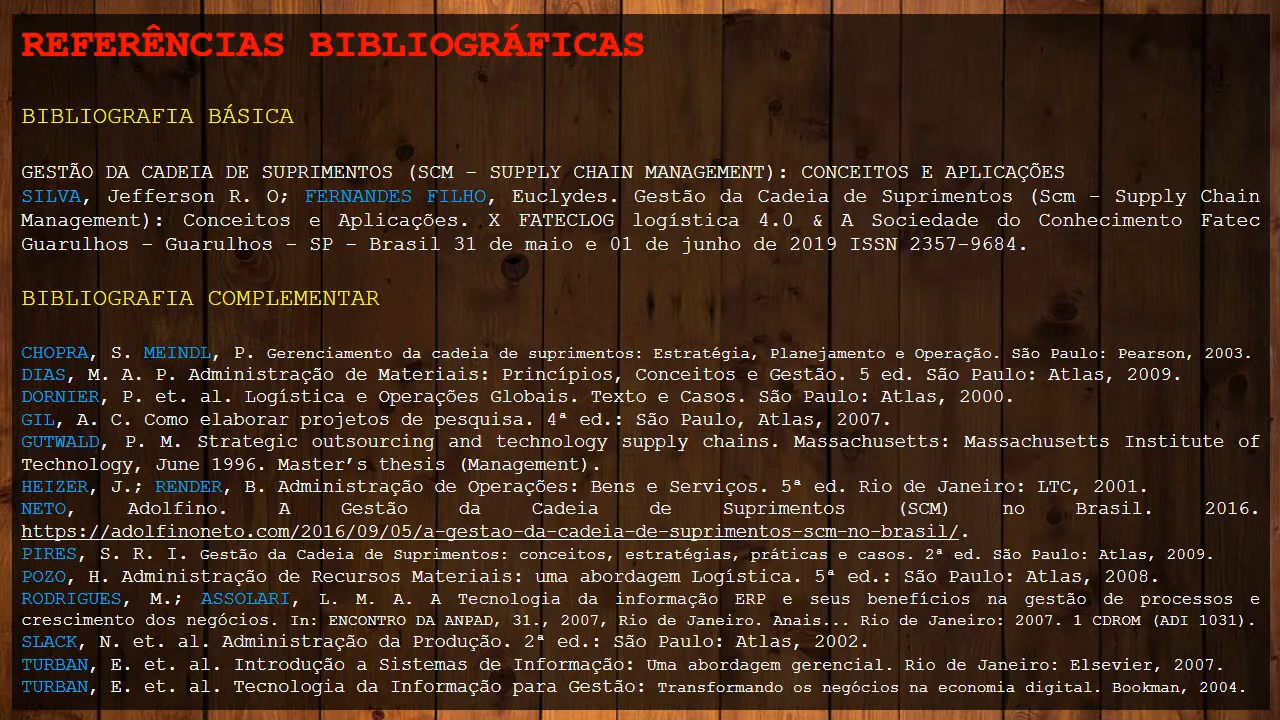 REFERÊNCIAS BIBLIOGRÁFICAS
BIBLIOGRAFIA BÁSICA
GESTÃO DA CADEIA DE SUPRIMENTOS (SCM – SUPPLY CHAIN MANAGEMENT): CONCEITOS E APLICAÇÕES
SILVA, Jefferson R. O; FERNANDES FILHO, Euclydes. Gestão da Cadeia de Suprimentos (Scm – Supply Chain
Management): Conceitos e Aplicações. X FATECLOG logística 4.0 & A Sociedade do Conhecimento Fatec
Guarulhos – Guarulhos – SP – Brasil 31 de maio e 01 de junho de 2019 ISSN 2357-9684.
BIBLIOGRAFIA COMPLEMENTAR
CHOPRA, S. MEINDL, P. Gerenciamento da cadeia de suprimentos: Estratégia, Planejamento e Operação. São Paulo: Pearson, 2003.
DIAS, M. A. P. Administração de Materiais: Princípios, Conceitos e Gestão. 5 ed. São Paulo: Atlas, 2009.
DORNIER, P. et. al. Logística e Operações Globais. Texto e Casos. São Paulo: Atlas, 2000.
GIL, A. C. Como elaborar projetos de pesquisa. 4ª ed.: São Paulo, Atlas, 2007.
GUTWALD, P. M. Strategic outsourcing and technology supply chains. Massachusetts: Massachusetts Institute of
Technology, June 1996. Master’s thesis (Management).
HEIZER, J.; RENDER, B. Administração de Operações: Bens e Serviços. 5ª ed. Rio de Janeiro: LTC, 2001.
NETO, Adolfino. A Gestão da Cadeia de Suprimentos (SCM) no Brasil. 2016.
https://adolfinoneto.com/2016/09/05/a-gestao-da-cadeia-de-suprimentos-scm-no-brasil/.
PIRES, S. R. I. Gestão da Cadeia de Suprimentos: conceitos, estratégias, práticas e casos. 2ª ed. São Paulo: Atlas, 2009.
POZO, H. Administração de Recursos Materiais: uma abordagem Logística. 5ª ed.: São Paulo: Atlas, 2008.
RODRIGUES, M.; ASSOLARI, L. M. A. A Tecnologia da informação ERP e seus benefícios na gestão de processos e
crescimento dos negócios. In: ENCONTRO DA ANPAD, 31., 2007, Rio de Janeiro. Anais... Rio de Janeiro: 2007. 1 CDROM (ADI 1031).
SLACK, N. et. al. Administração da Produção. 2ª ed.: São Paulo: Atlas, 2002.
TURBAN, E. et. al. Introdução a Sistemas de Informação: Uma abordagem gerencial. Rio de Janeiro: Elsevier, 2007.
TURBAN, E. et. al. Tecnologia da Informação para Gestão: Transformando os negócios na economia digital. Bookman, 2004.